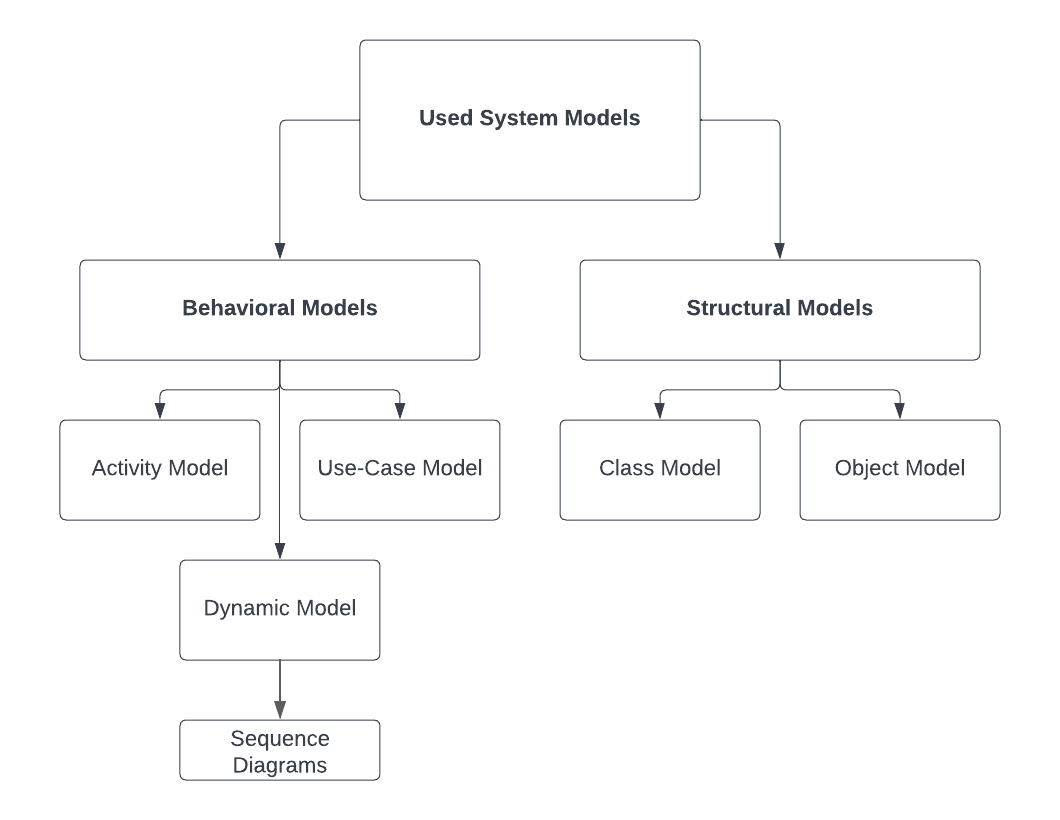 Used System Models
Behavioral Models
Structural Models
Activity Model
Use-Case Model
Class Model
Object Model
Dynamic Model
Sequence
Diagrams